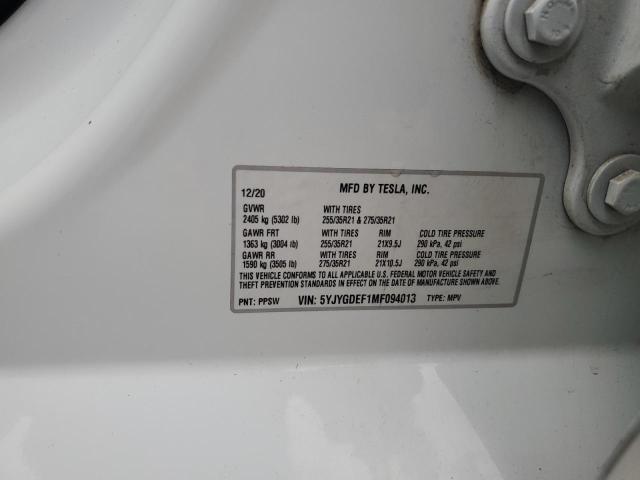 12/20 MFD BY TESLA, INC.
GVWR WITH TIRES
2405 kg (5302 lb) 255/35R21 & 275/35R21
GAWR FRT WITH TIRES RIM COLD TIRE PRESSURE
1363 kg (3004 lb) 255/35R21 21X9.5J 290 kPa, 42 psi
GAWR RR WITH TIRES RIM COLD TIRE PRESSURE
1590 kg (3505 lb) 275/35R21 21X10.5J 290 kPa, 42 psi
THIS VEHICLE CONFORMS TO ALL APPLICABLE U.S. FEDERAL MOTOR VEHICLE SAFETY AND
THEFT PREVENTION STANDARDS IN EFFECT ON THE DATE OF MANUFACTURE SHOWN ABOVE.
PNT: PPSW VIN: 5YJYGDEF1MF094013 TYPE: MPV